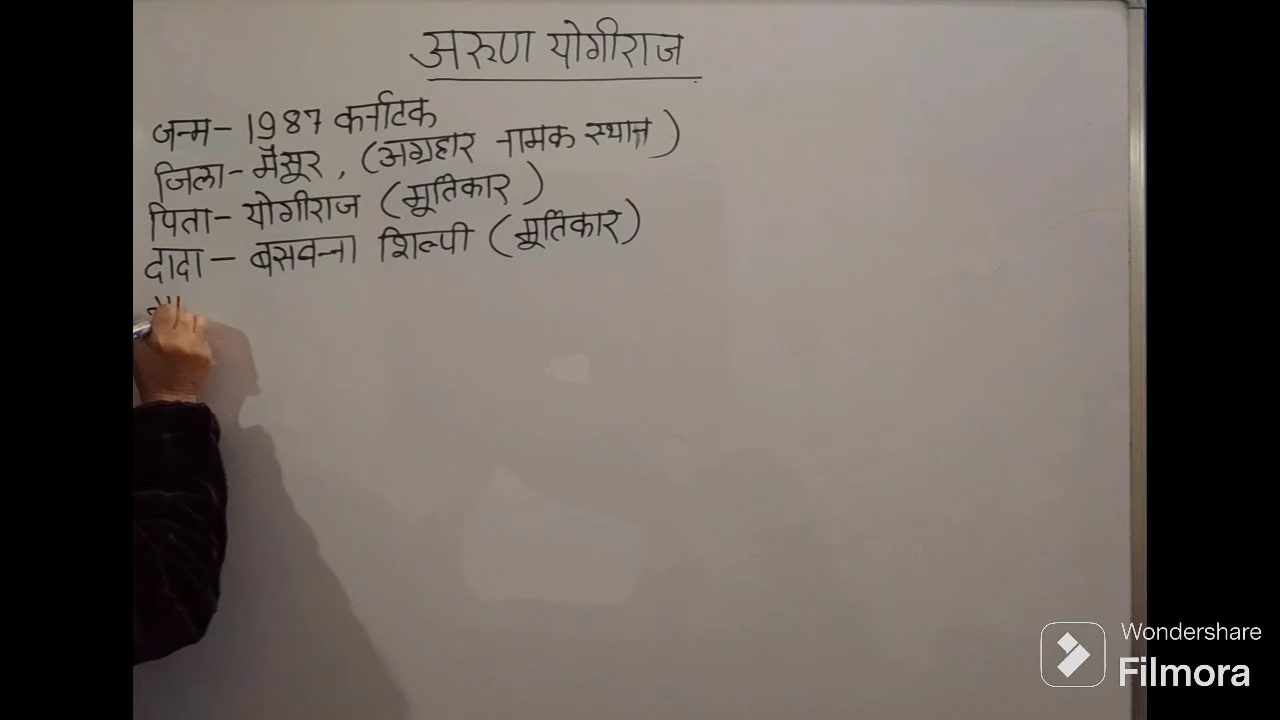 अरुण योगीराज
जन्म - 1987 कर्नाटक
जिला - मैसूर, (अग्रहार नामक स्थान)
पिता - योगीराज (मूर्तिकार)
दादा - बसवन्ना शिल्पी (मूर्तिकार)
Wondershare
Filmora